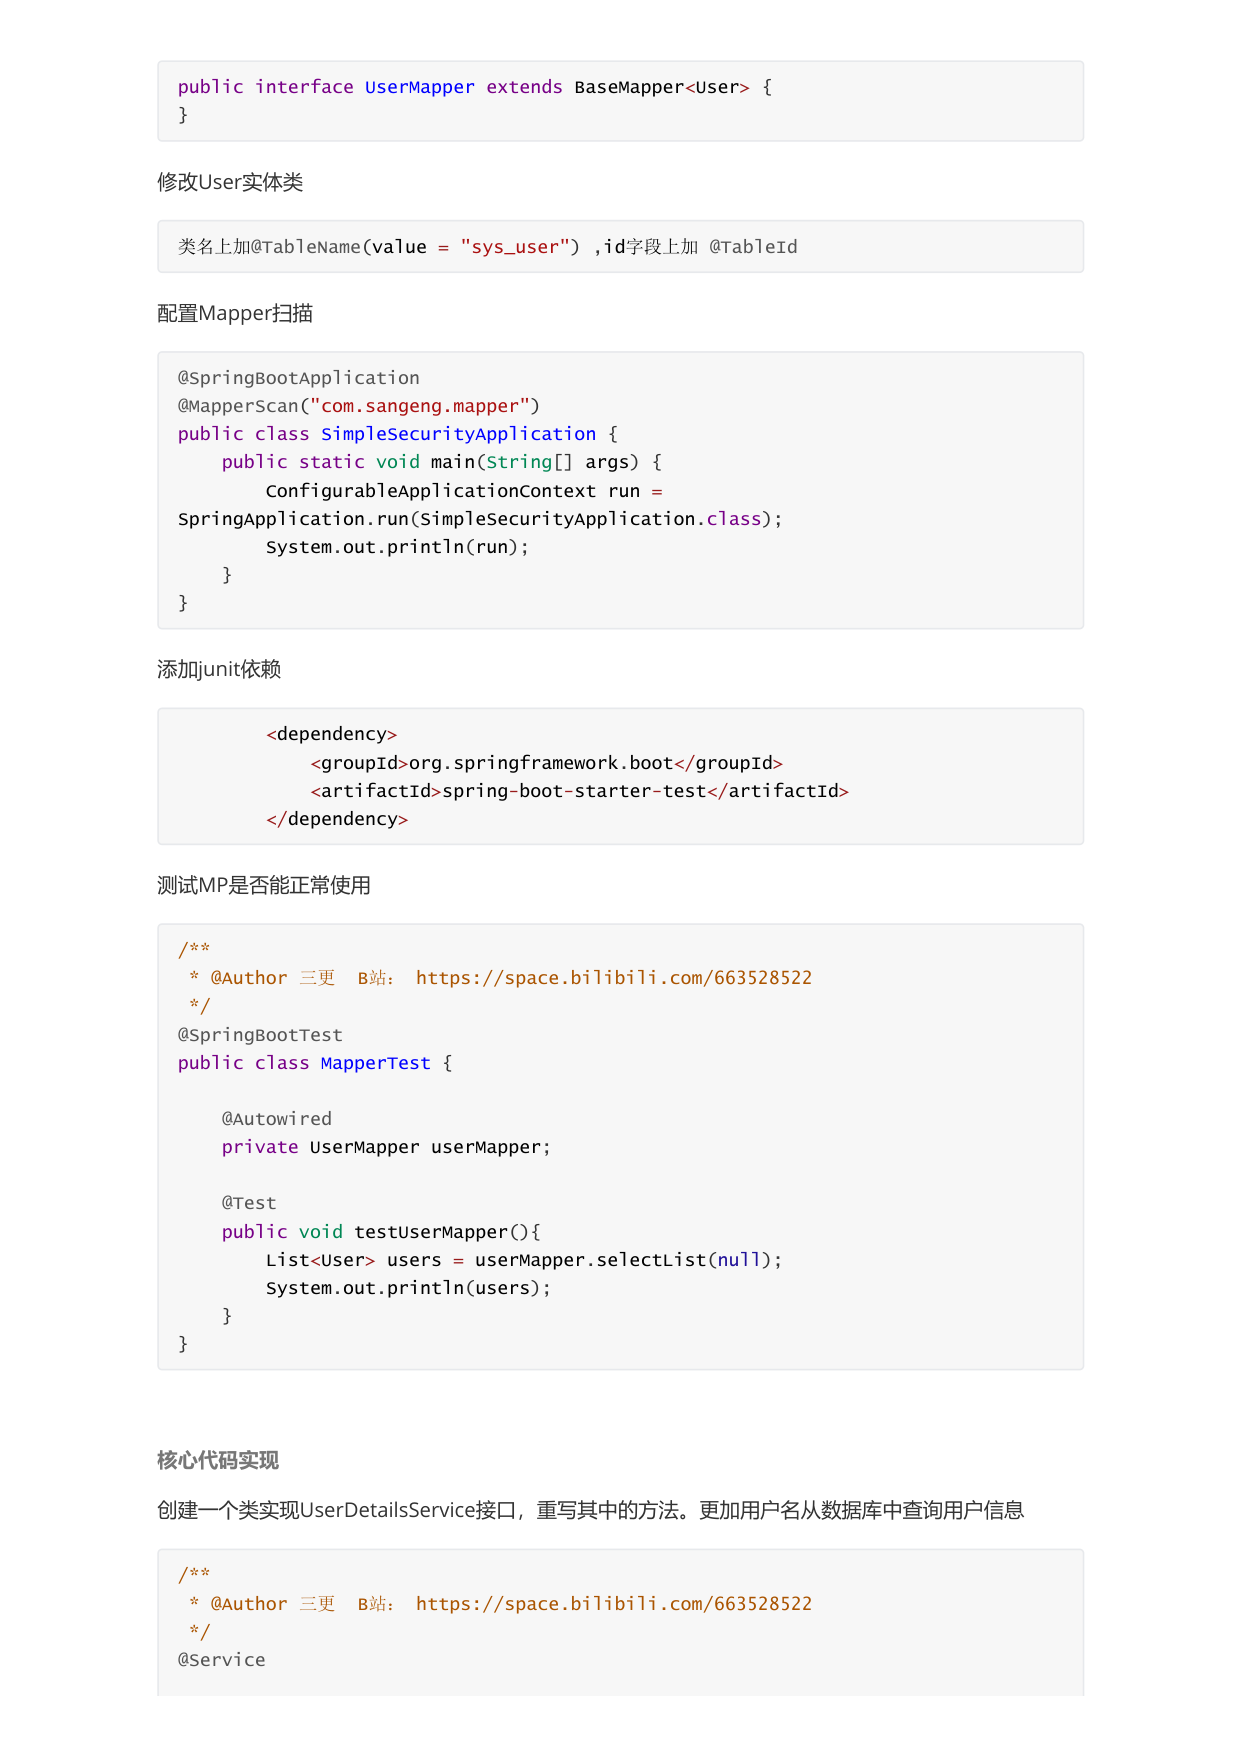 public interface UserMapper extends BaseMapper<User> {
}
修改User实体类
类名上加@TableName(value = "sys_user") ,id字段上加 @TableId
配置Mapper扫描
@SpringBootApplication
@MapperScan("com.sangeng.mapper")
public class SimpleSecurityApplication {
    public static void main(String[] args) {
        ConfigurableApplicationContext run =
SpringApplication.run(SimpleSecurityApplication.class);
        System.out.println(run);
    }
}
添加junit依赖
        <dependency>
            <groupId>org.springframework.boot</groupId>
            <artifactId>spring-boot-starter-test</artifactId>
        </dependency>
测试MP是否能正常使用
/**
 * @Author 三更  B站： https://space.bilibili.com/663528522
 */
@SpringBootTest
public class MapperTest {
    @Autowired
    private UserMapper userMapper;
    @Test
    public void testUserMapper(){
        List<User> users = userMapper.selectList(null);
        System.out.println(users);
    }
}
核心代码实现
创建一个类实现UserDetailsService接口，重写其中的方法。更加用户名从数据库中查询用户信息
/**
 * @Author 三更  B站： https://space.bilibili.com/663528522
 */
@Service